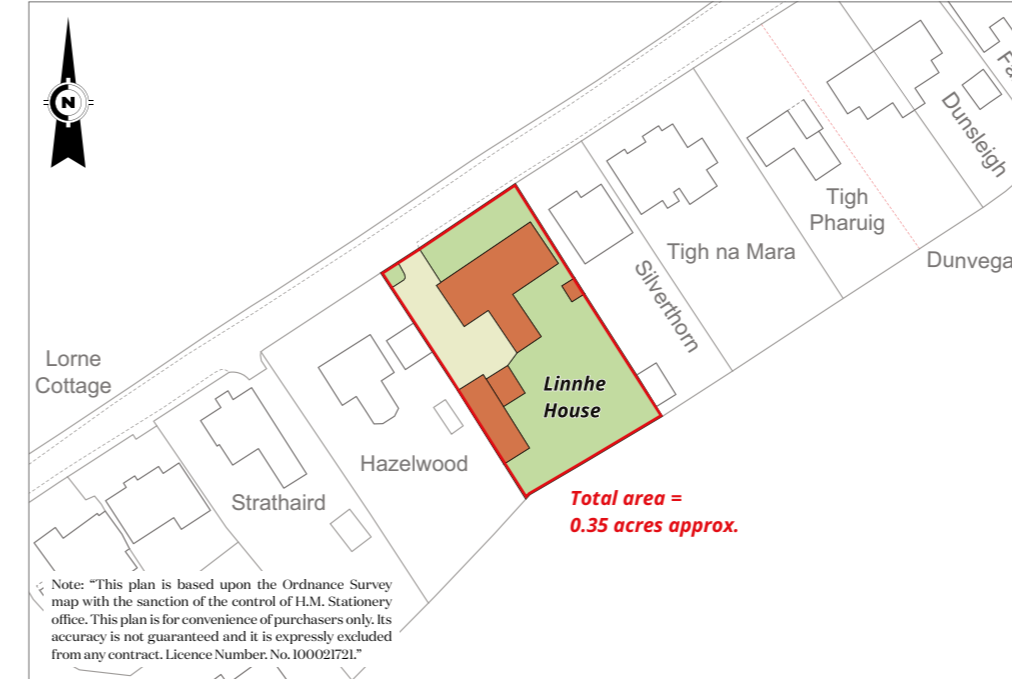 N
Dunsleigh
Tigh
Pharuig
Tigh na Mara
Silverthorn
Lorne
Cottage
Linnhe
House
Hazelwood
Strathaird
Total area =
0.35 acres approx.
Note: “This plan is based upon the Ordnance Survey
map with the sanction of the control of H.M. Stationery
office. This plan is for convenience of purchasers only. Its
accuracy is not guaranteed and it is expressly excluded
from any contract. Licence Number. No. 100021721.”